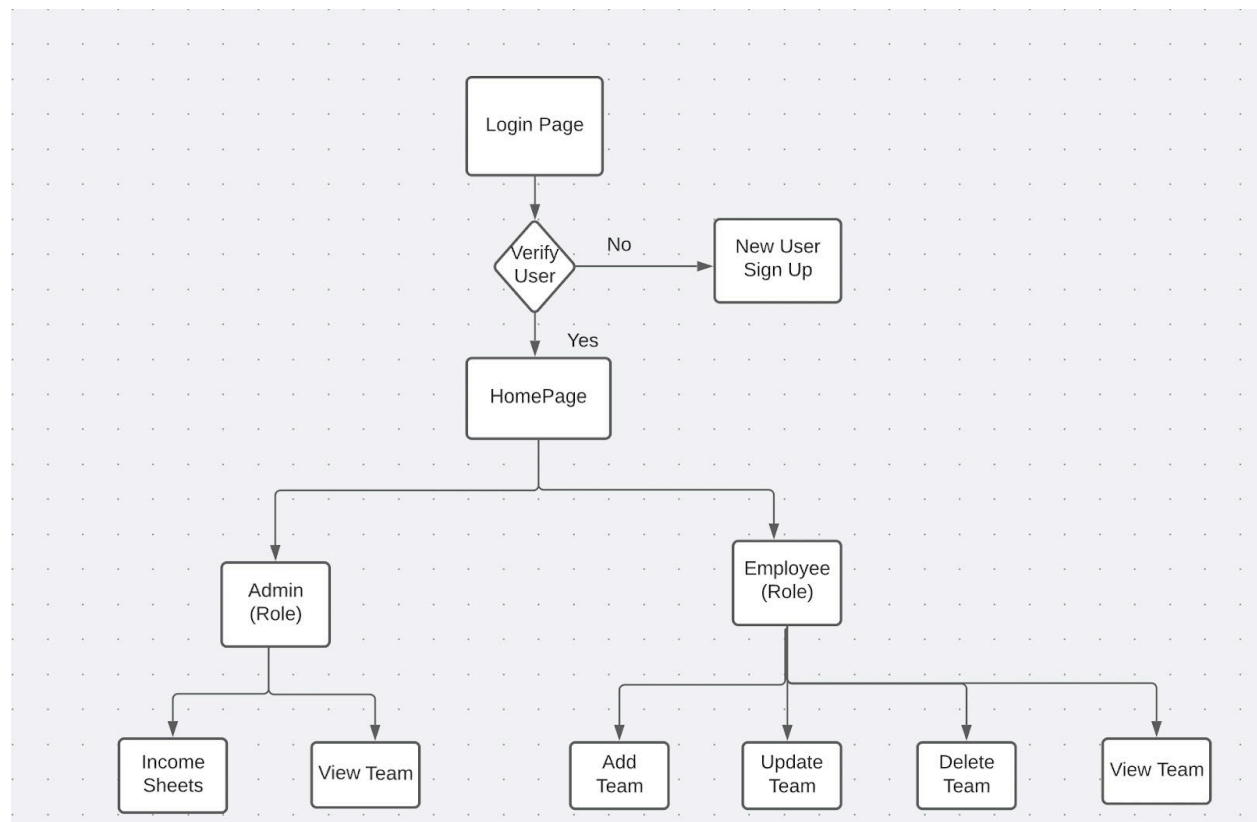 Login Page
Verify
User
No
New User
Sign Up
Yes
HomePage
Admin
(Role)
Employee
(Role)
Income
Sheets
View Team
Add
Team
Update
Team
Delete
Team
View Team